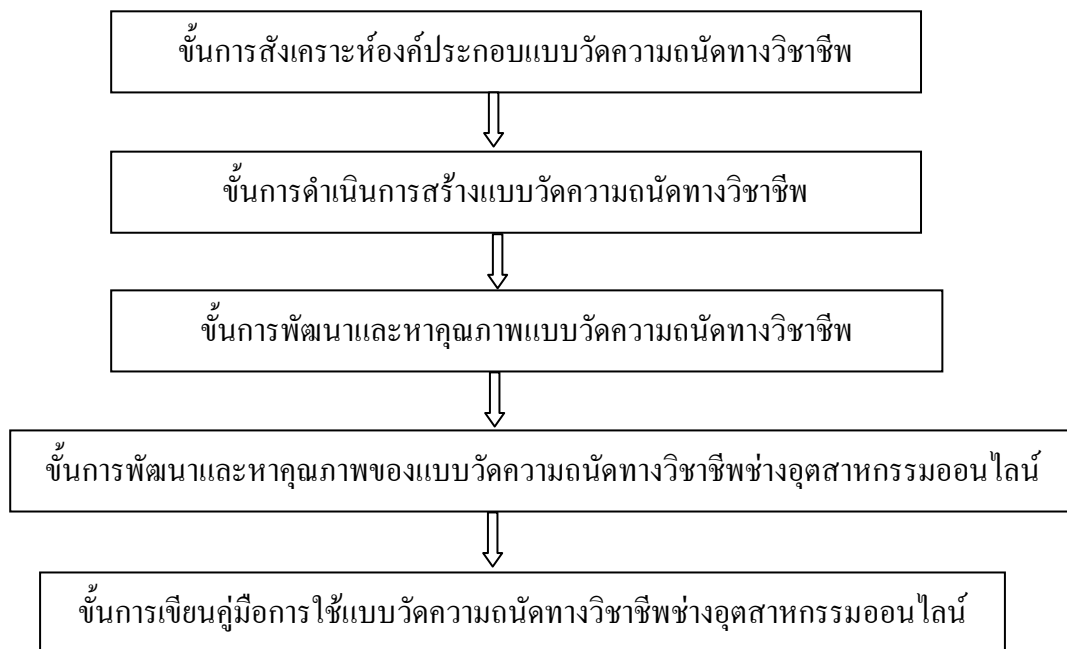 ขั้นการสังเคราะห์องค์ประกอบแบบวัดความถนัดทางวิชาชีพ
ขั้นการดำเนินการสร้างแบบวัดความถนัดทางวิชาชีพ
ขั้นการพัฒนาและหาคุณภาพแบบวัดความถนัดทางวิชาชีพ
ขั้นการพัฒนาและหาคุณภาพของแบบวัดความถนัดทางวิชาชีพช่างอุตสาหกรรมออนไลน์
ขั้นการเขียนคู่มือการใช้แบบวัดความถนัดทางวิชาชีพช่างอุตสาหกรรมออนไลน์